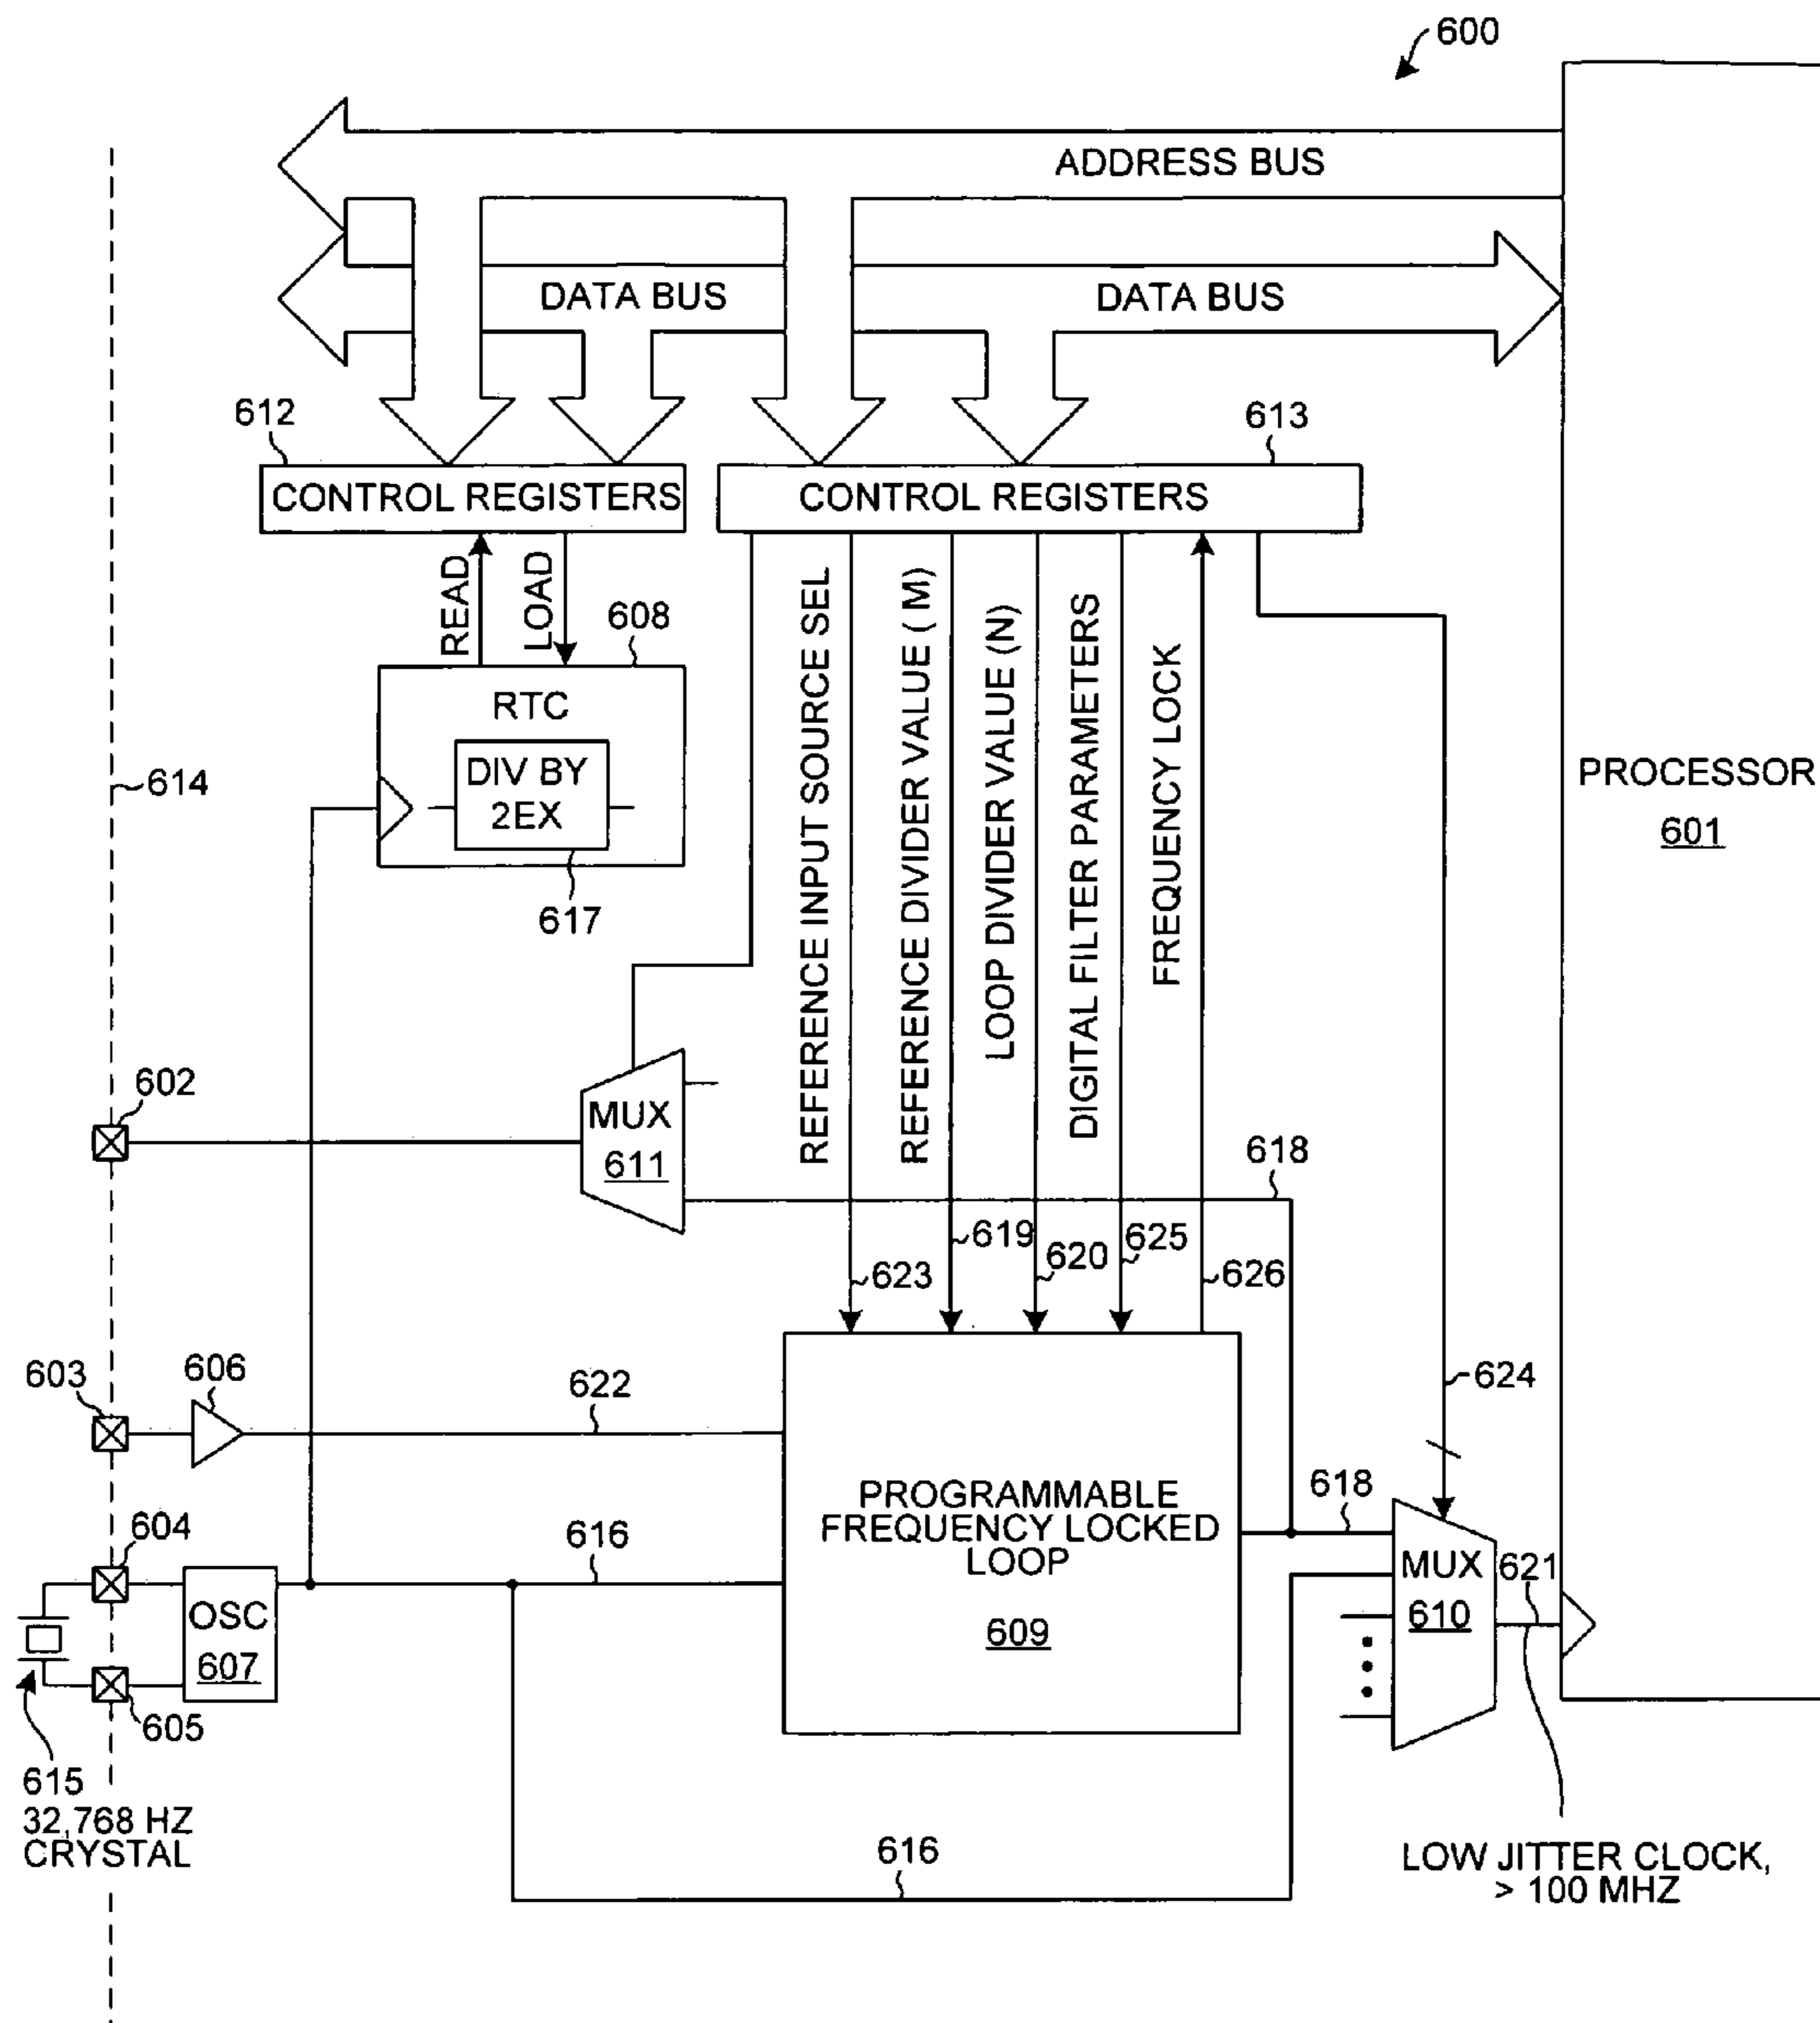 600
ADDRESS BUS
DATA BUS
DATA BUS
612
613
CONTROL REGISTERS
CONTROL REGISTERS
READ
LOAD
608
RTC
DIV BY
2EX
617
614
REFERENCE INPUT SOURCE SEL
REFERENCE DIVIDER VALUE ( M)
LOOP DIVIDER VALUE (N)
DIGITAL FILTER PARAMETERS
FREQUENCY LOCK
PROCESSOR
601
602
MUX
611
618
619
620
625
623
626
603
606
622
624
604
616
PROGRAMMABLE
FREQUENCY LOCKED
LOOP
609
618
MUX
610
621
OSC
607
605
615
32,768 HZ
CRYSTAL
616
LOW JITTER CLOCK,
> 100 MHZ